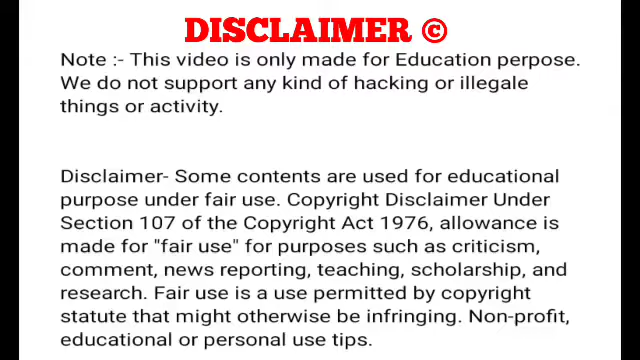 DISCLAIMER ©
Note :- This video is only made for Education perpose.
We do not support any kind of hacking or illegale
things or activity.
Disclaimer- Some contents are used for educational
purpose under fair use. Copyright Disclaimer Under
Section 107 of the Copyright Act 1976, allowance is
made for "fair use" for purposes such as criticism,
comment, news reporting, teaching, scholarship, and
research. Fair use is a use permitted by copyright
statute that might otherwise be infringing. Non-profit,
educational or personal use tips.